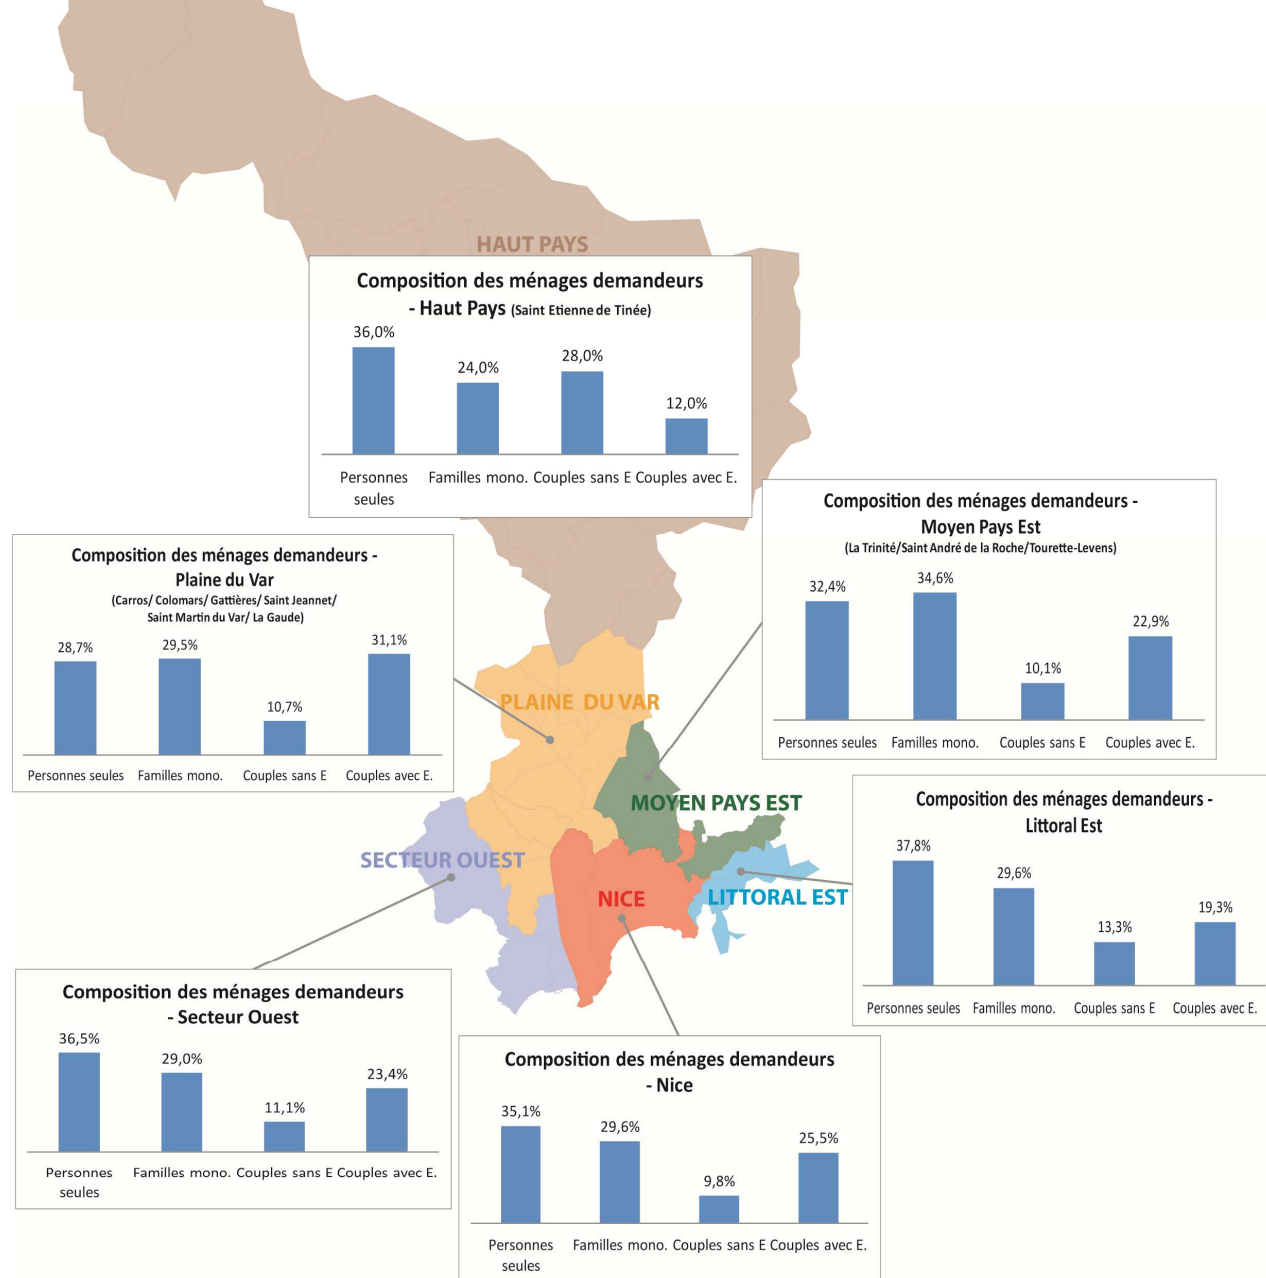 HAUT PAYS
Composition des ménages demandeurs
- Haut Pays (Saint Etienne de Tinée)
36,0%
24,0%
28,0%
12,0%
Personnes
seules
Familles mono.
Couples sans E
Couples avec E.
Composition des ménages demandeurs -
Moyen Pays Est
(La Trinité/Saint André de la Roche/Tourette-Levens)
32,4%
34,6%
10,1%
22,9%
Personnes seules
Familles mono.
Couples sans E
Couples avec E.
Composition des ménages demandeurs -
Plaine du Var
(Carros/ Colomars/ Gattières/ Saint Jeannet/
Saint Martin du Var/ La Gaude)
28,7%
29,5%
10,7%
31,1%
Personnes seules
Familles mono.
Couples sans E
Couples avec E.
PLAINE DU VAR
MOYEN PAYS EST
SECTEUR OUEST
NICE
LITTORAL EST
Composition des ménages demandeurs -
Littoral Est
37,8%
29,6%
13,3%
19,3%
Personnes seules
Familles mono.
Couples sans E
Couples avec E.
Composition des ménages demandeurs
- Secteur Ouest
36,5%
29,0%
11,1%
23,4%
Personnes
seules
Familles mono.
Couples sans E
Couples avec E.
Composition des ménages demandeurs
- Nice
35,1%
29,6%
9,8%
25,5%
Personnes
seules
Familles mono.
Couples sans E
Couples avec E.